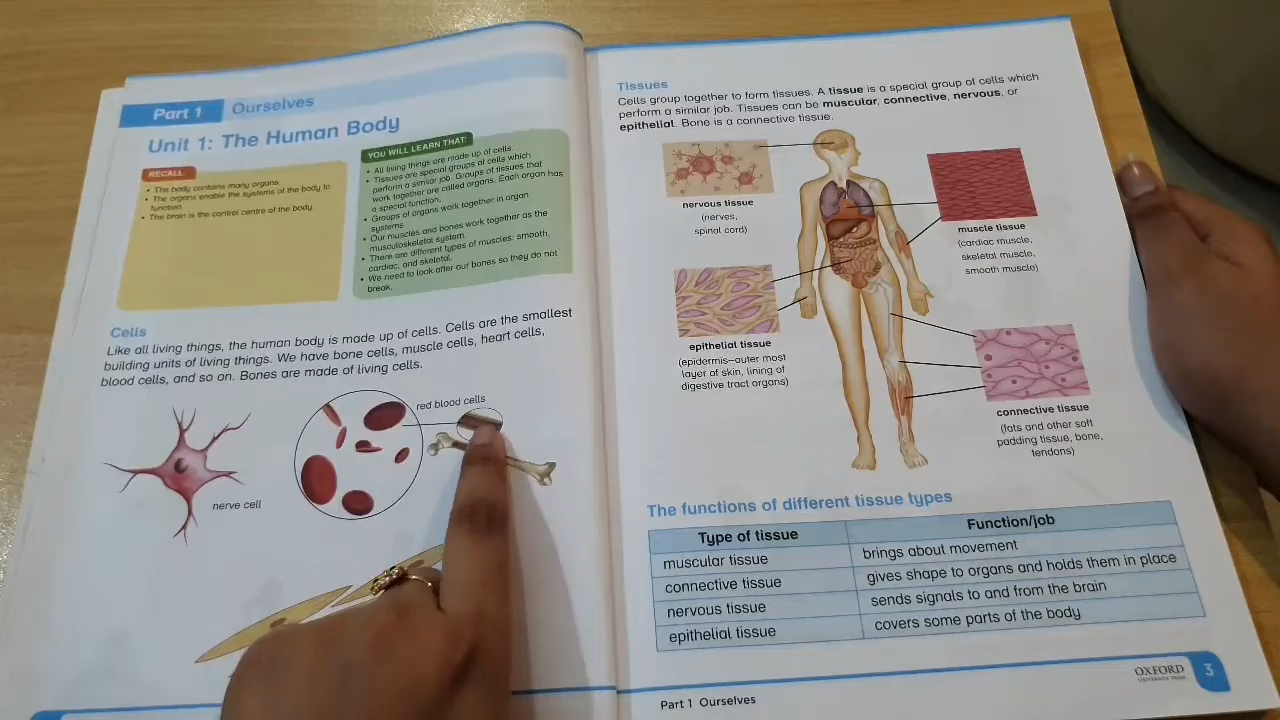 Part 1 Ourselves
Unit 1: The Human Body
RECALL:
• The body contains many organs.
• The organs enable the systems of the body to
function.
• The brain is the control centre of the body.
YOU WILL LEARN THAT:
• All living things are made up of cells.
• Tissues are special groups of cells which
perform a similar job. Groups of tissues that
work together are called organs. Each organ has
a special function.
• Groups of organs work together in organ
systems.
• Our muscles and bones work together as the
musculoskeletal system.
• There are different types of muscles: smooth,
cardiac, and skeletal.
• We need to look after our bones so they do not
break.
Cells
Like all living things, the human body is made up of cells. Cells are the smallest
building units of living things. We have bone cells, muscle cells, heart cells,
blood cells, and so on. Bones are made of living cells.
red blood cells
nerve cell
Tissues
Cells group together to form tissues. A tissue is a special group of cells which
perform a similar job. Tissues can be muscular, connective, nervous, or
epithelial. Bone is a connective tissue.
nervous tissue
(nerves,
spinal cord)
muscle tissue
(cardiac muscle,
skeletal muscle,
smooth muscle)
epithelial tissue
(epidermis–outer most
layer of skin, lining of
digestive tract organs)
connective tissue
(fats and other soft
padding tissue, bone,
tendons)
The functions of different tissue types
Type of tissue Function/job
muscular tissue brings about movement
connective tissue gives shape to organs and holds them in place
nervous tissue sends signals to and from the brain
epithelial tissue covers some parts of the body
OXFORD
UNIVERSITY PRESS
3
Part 1 Ourselves